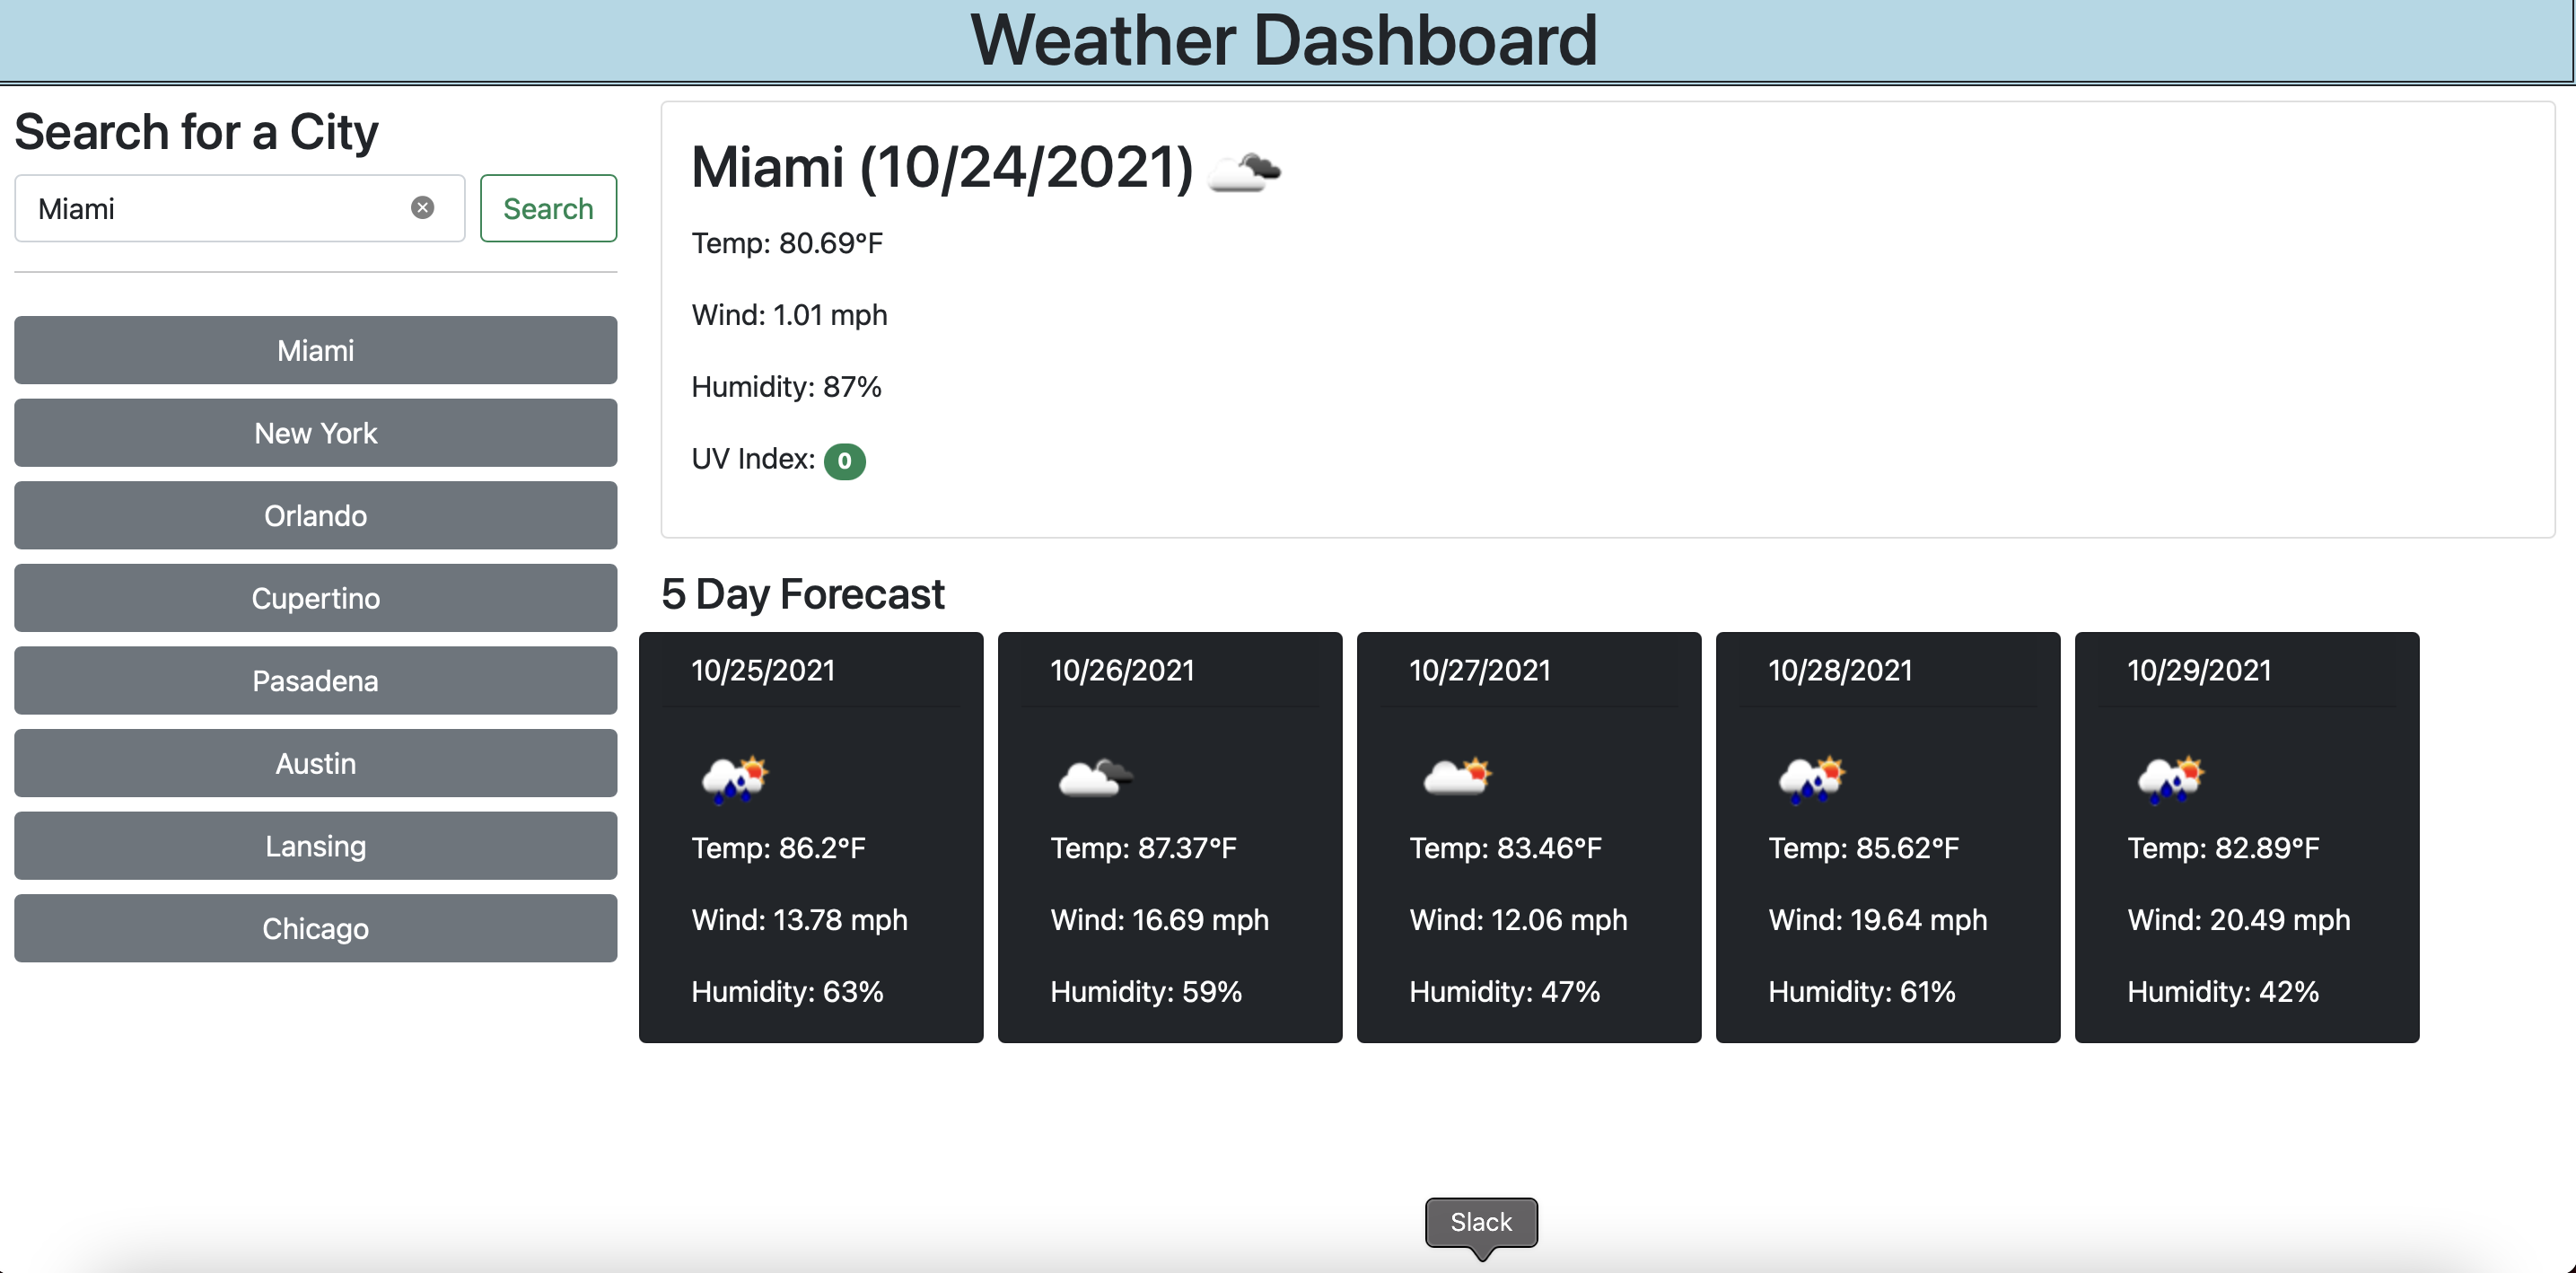 Weather Dashboard
Search for a City
Miami
Search
Miami
New York
Orlando
Cupertino
Pasadena
Austin
Lansing
Chicago
Miami (10/24/2021)
Temp: 80.69°F
Wind: 1.01 mph
Humidity: 87%
UV Index: 0
5 Day Forecast
10/25/2021
Temp: 86.2°F
Wind: 13.78 mph
Humidity: 63%
10/26/2021
Temp: 87.37°F
Wind: 16.69 mph
Humidity: 59%
10/27/2021
Temp: 83.46°F
Wind: 12.06 mph
Humidity: 47%
10/28/2021
Temp: 85.62°F
Wind: 19.64 mph
Humidity: 61%
10/29/2021
Temp: 82.89°F
Wind: 20.49 mph
Humidity: 42%
Slack